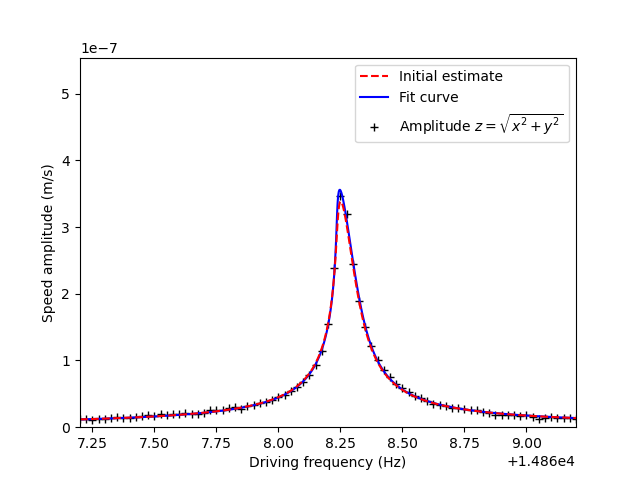 1e−7
5
4
3
2
1
0
Speed amplitude (m/s)
Initial estimate
Fit curve
Amplitude z = √x² + y²
7.25 7.50 7.75 8.00 8.25 8.50 8.75 9.00
Driving frequency (Hz)
+1.486e4